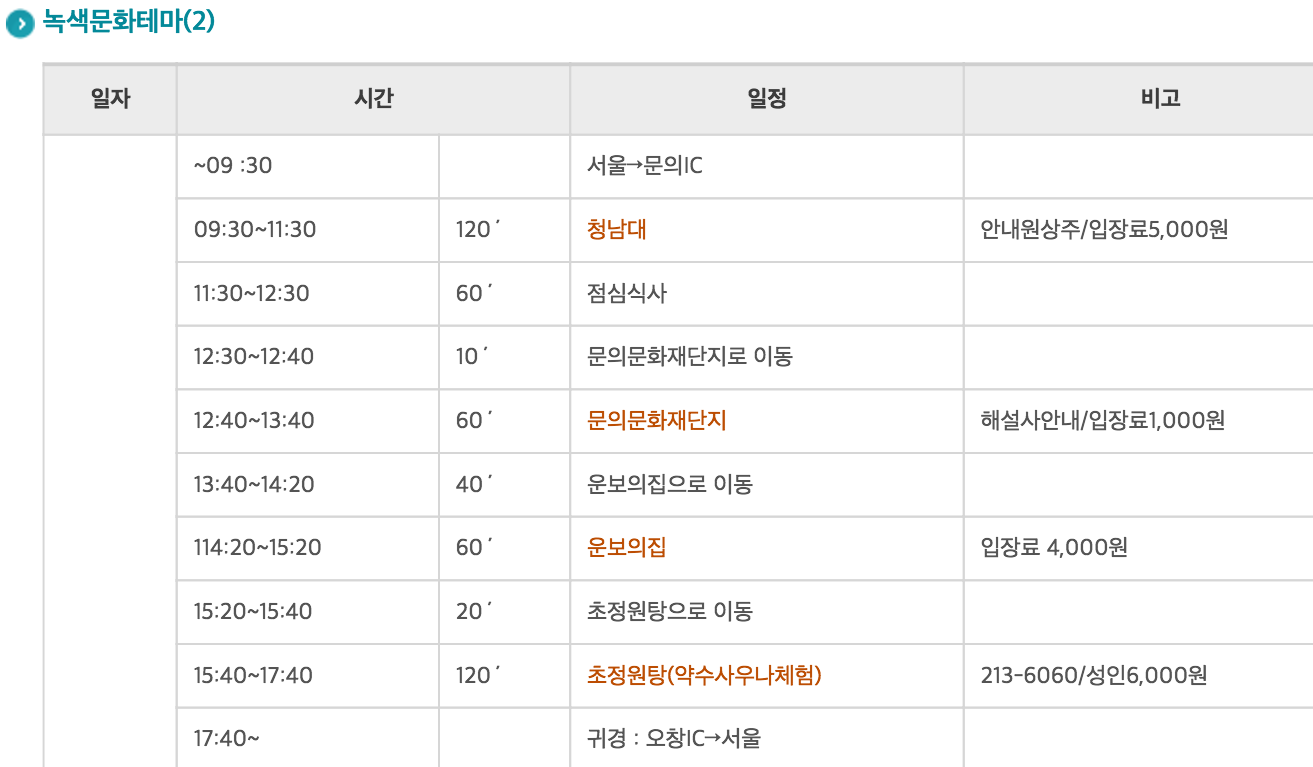 녹색문화테마(2)
일자 시간 일정 비고
~09 :30 서울→문의IC
09:30~11:30 120´ 청남대 안내원상주/입장료5,000원
11:30~12:30 60´ 점심식사
12:30~12:40 10´ 문의문화재단지로 이동
12:40~13:40 60´ 문의문화재단지 해설사안내/입장료1,000원
13:40~14:20 40´ 운보의집으로 이동
114:20~15:20 60´ 운보의집 입장료 4,000원
15:20~15:40 20´ 초정원탕으로 이동
15:40~17:40 120´ 초정원탕(약수사우나체험) 213-6060/성인6,000원
17:40~ 귀경 : 오창IC→서울